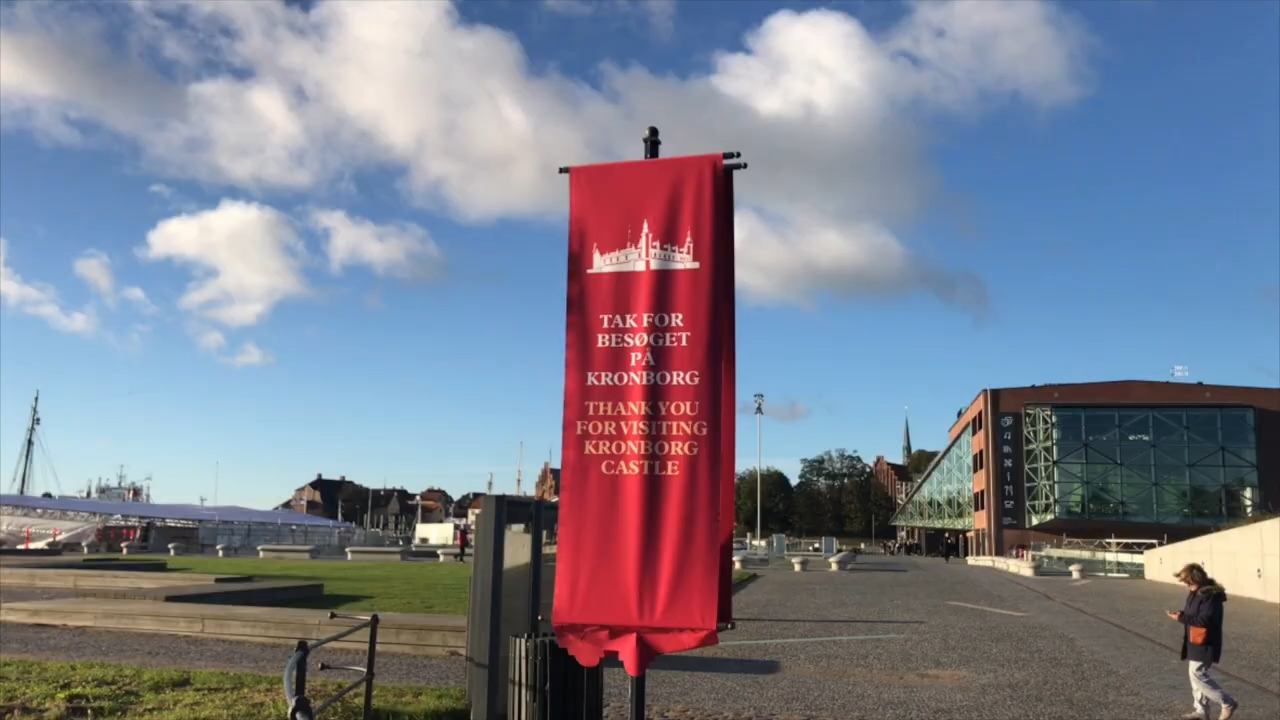 TAK FOR
BESØGET
PÅ
KRONBORG
THANK YOU
FOR VISITING
KRONBORG
CASTLE